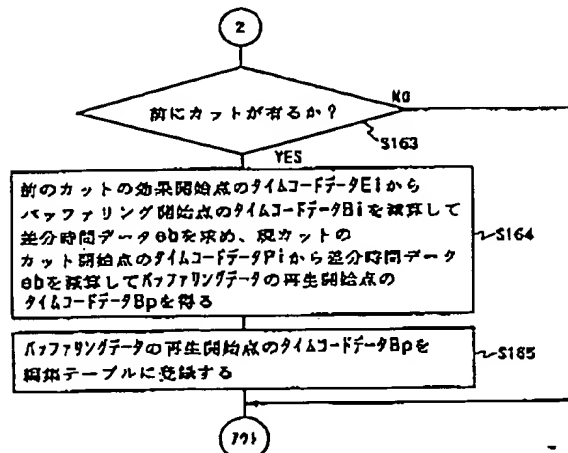 2
前にカットが有るか?
NO
S163
YES
前のカットの効果開始点のタイムコードデータEiから
バッファリング開始点のタイムコードデータBiを減算して
差分時間データebを求め、現カットの
カット開始点のタイムコードデータPiから差分時間データ
ebを減算してバッファリングデータの再生開始点の
タイムコードデータBpを得る
S164
バッファリングデータの再生開始点のタイムコードデータBpを
編集テーブルに登録する
S165
アウト